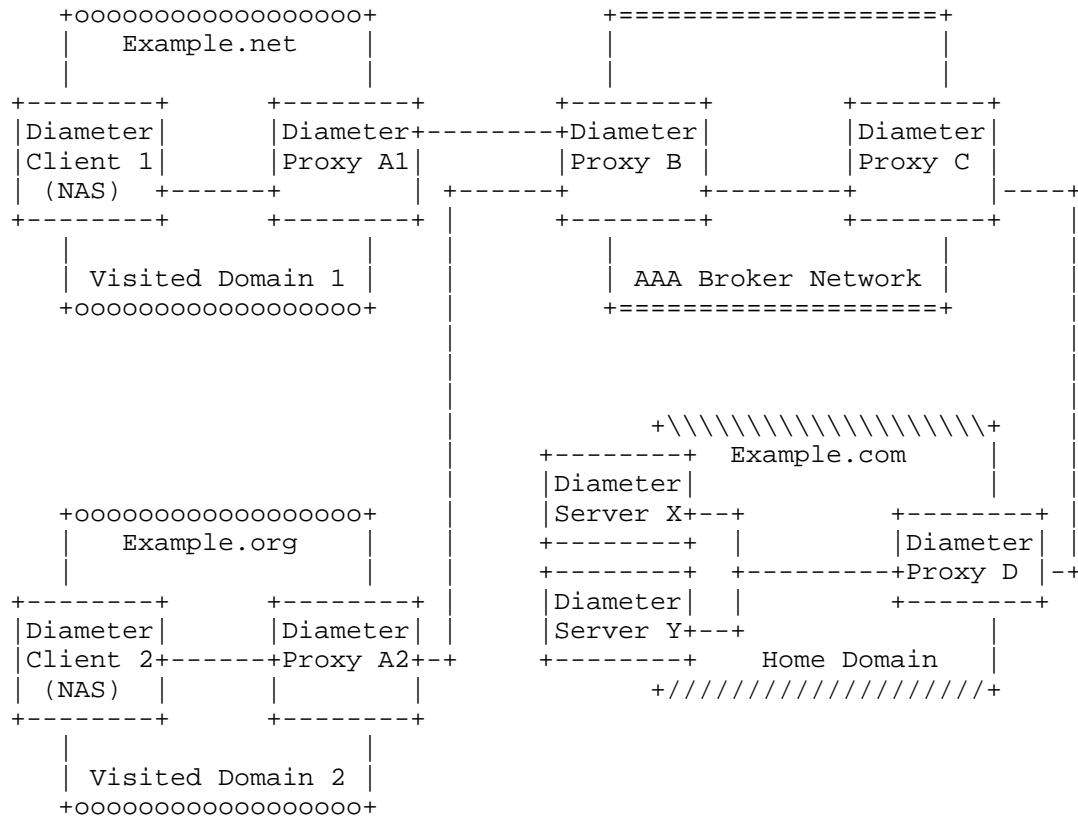 Example.net
Diameter
Client 1
(NAS)
Diameter
Proxy A1
Visited Domain 1
Diameter
Proxy B
Diameter
Proxy C
AAA Broker Network
Example.com
Diameter
Server X
Diameter
Server Y
Diameter
Proxy D
Home Domain
Example.org
Diameter
Client 2
(NAS)
Diameter
Proxy A2
Visited Domain 2